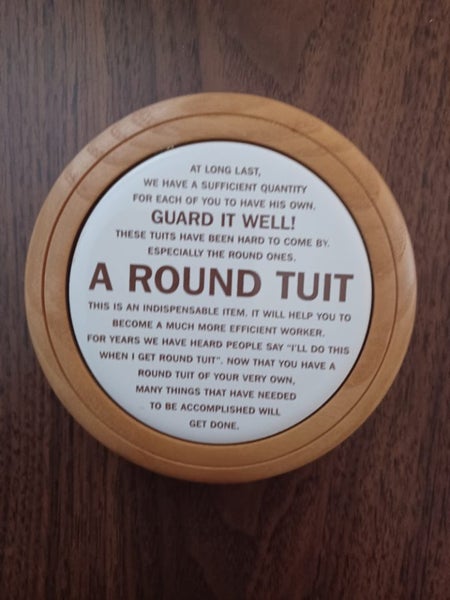 AT LONG LAST,
WE HAVE A SUFFICIENT QUANTITY
FOR EACH OF YOU TO HAVE HIS OWN.
GUARD IT WELL!
THESE TUITS HAVE BEEN HARD TO COME BY.
ESPECIALLY THE ROUND ONES.
A ROUND TUIT
THIS IS AN INDISPENSABLE ITEM. IT WILL HELP YOU TO
BECOME A MUCH MORE EFFICIENT WORKER.
FOR YEARS WE HAVE HEARD PEOPLE SAY "I'LL DO THIS
WHEN I GET ROUND TUIT". NOW THAT YOU HAVE A
ROUND TUIT OF YOUR VERY OWN,
MANY THINGS THAT HAVE NEEDED
TO BE ACCOMPLISHED WILL
GET DONE.